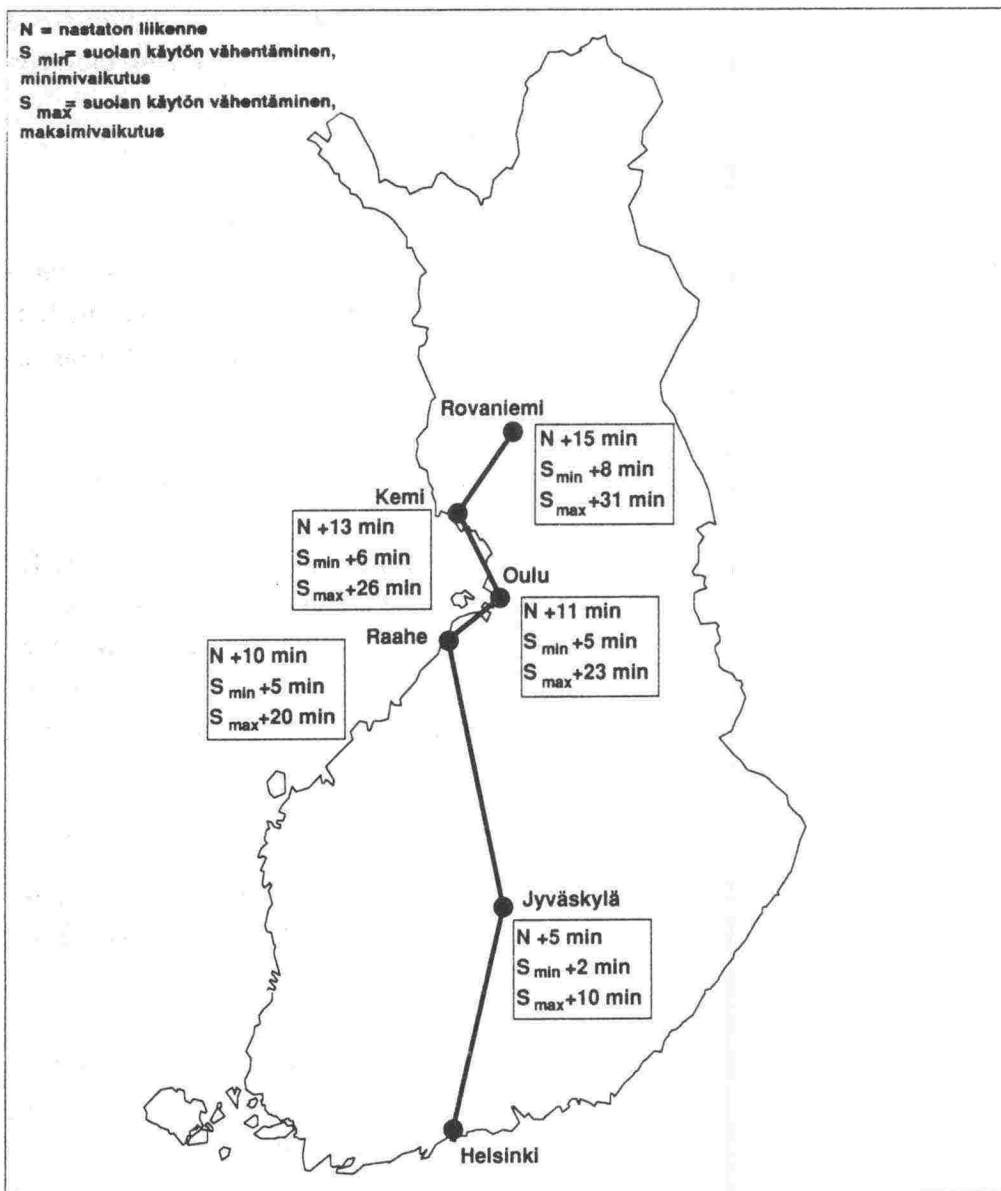 N = nastaton liikenne
S min= suolan käytön vähentäminen,
minimivaikutus
S max= suolan käytön vähentäminen,
maksimivaikutus
Rovaniemi
N +15 min
S min +8 min
S max+31 min
Kemi
N +13 min
S min +6 min
S max+26 min
Oulu
N +11 min
S min +5 min
S max+23 min
Raahe
N +10 min
S min +5 min
S max+20 min
Jyväskylä
N +5 min
S min +2 min
S max+10 min
Helsinki